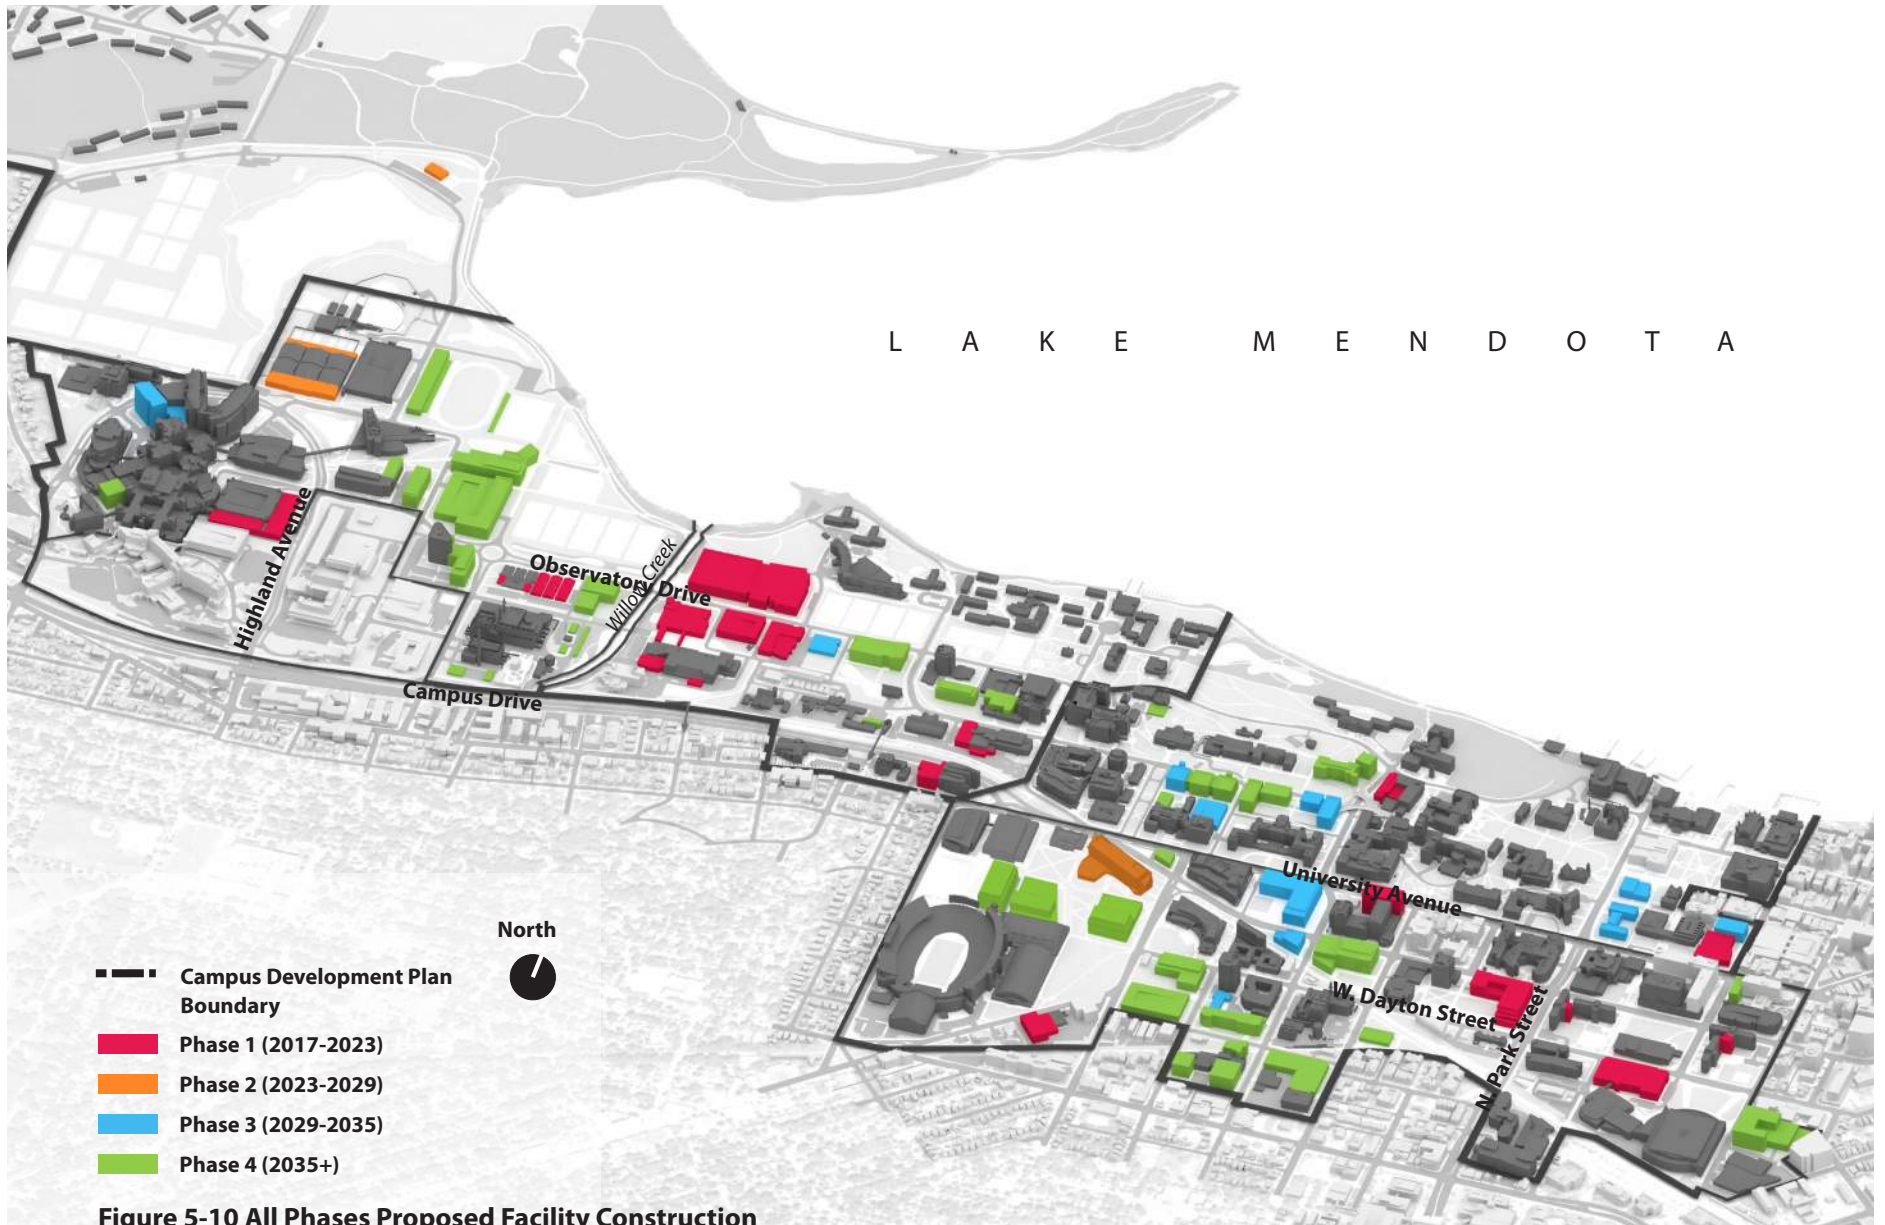 L A K E M E N D O T A
Highland Avenue
Observatory Drive
Willow Creek
Campus Drive
University Avenue
W. Dayton Street
N. Park Street
North
Campus Development Plan
Boundary
Phase 1 (2017-2023)
Phase 2 (2023-2029)
Phase 3 (2029-2035)
Phase 4 (2035+)
Figure 5-10 All Phases Proposed Facility Construction